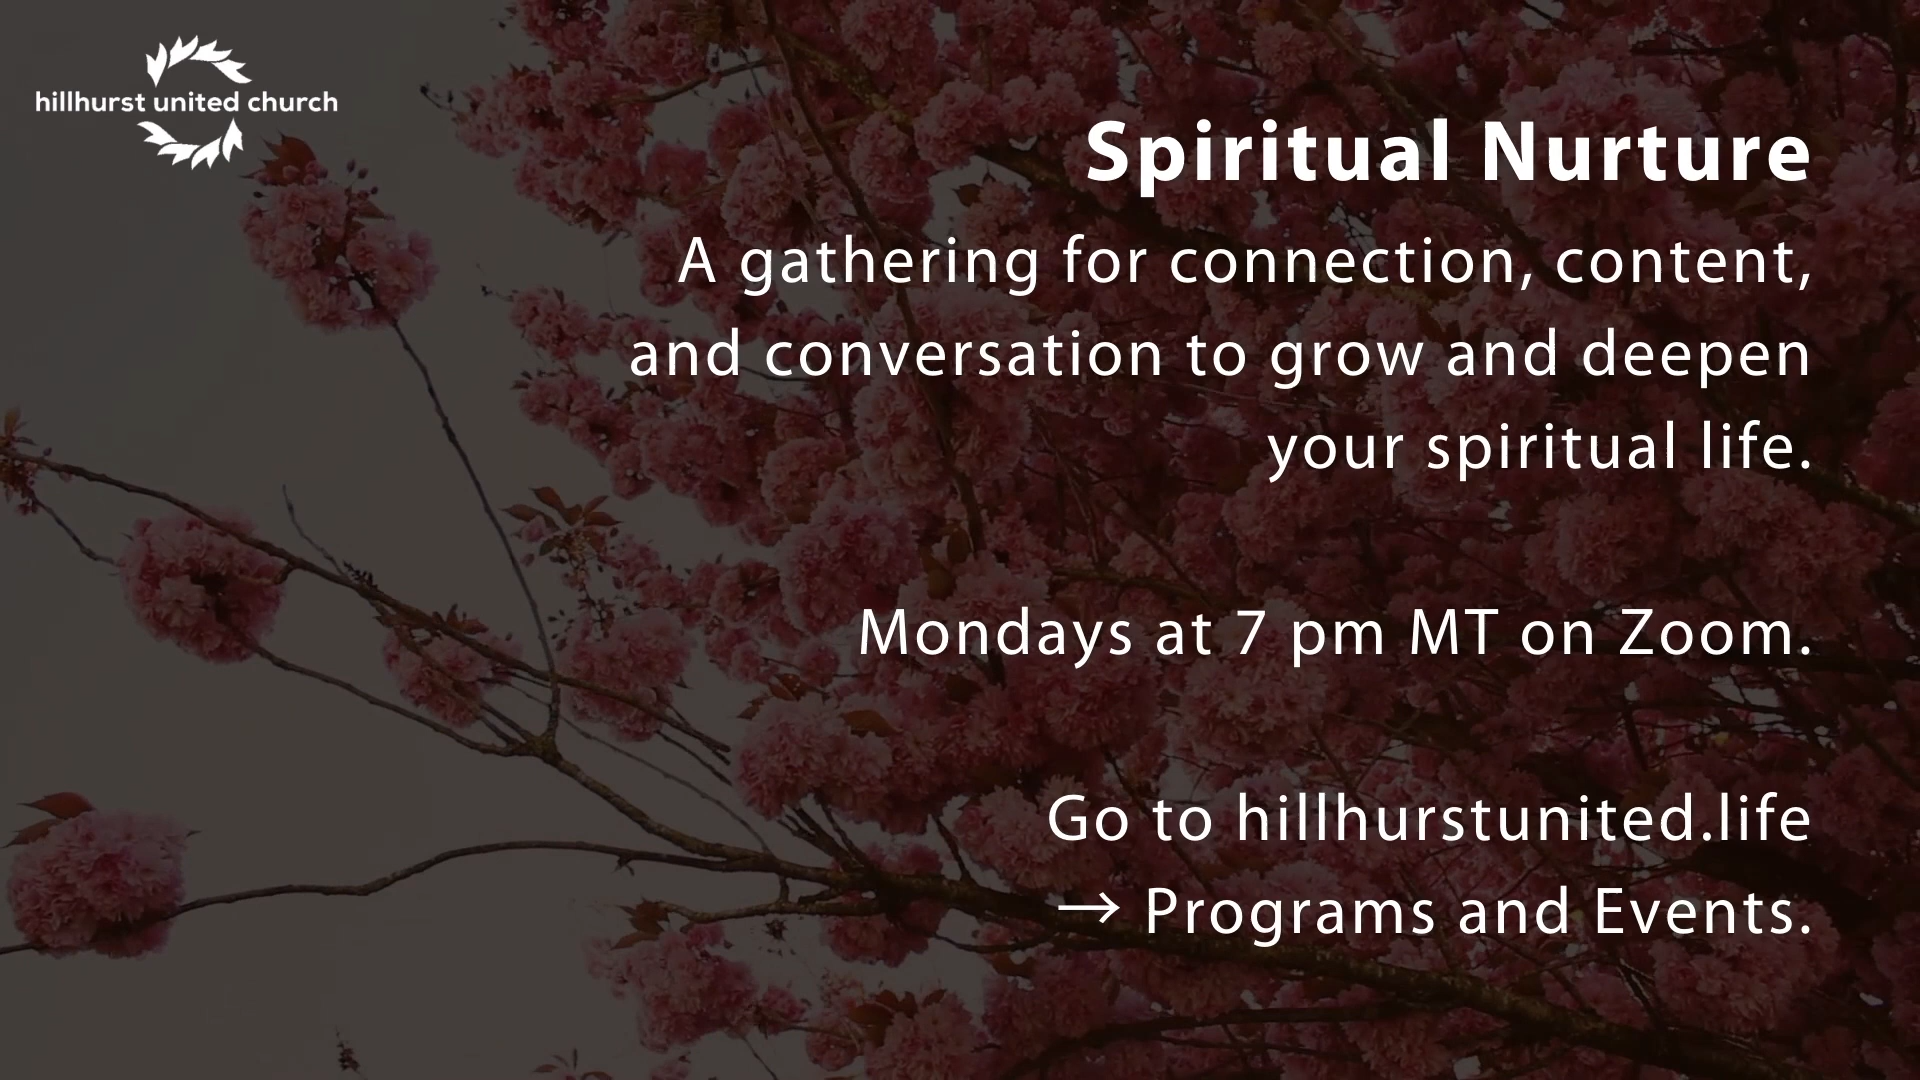 hillhurst united church
Spiritual Nurture
A gathering for connection, content,
and conversation to grow and deepen
your spiritual life.
Mondays at 7 pm MT on Zoom.
Go to hillhurstunited.life
→ Programs and Events.